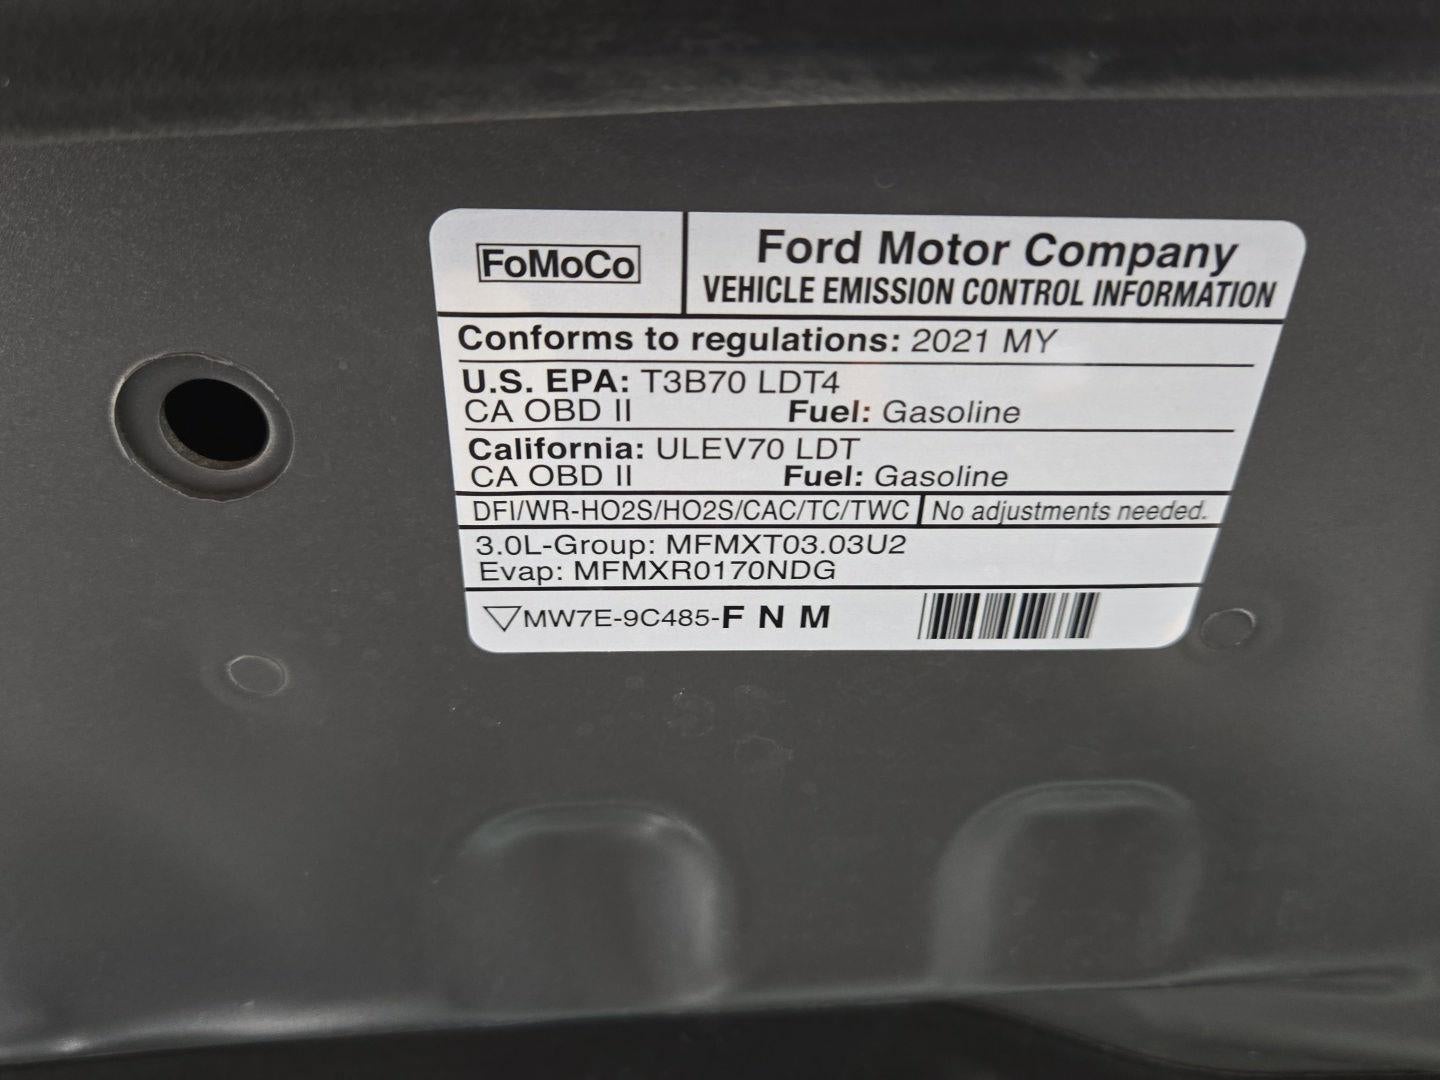 FoMoCo
Ford Motor Company
VEHICLE EMISSION CONTROL INFORMATION
Conforms to regulations: 2021 MY
U.S. EPA: T3B70 LDT4
CA OBD II Fuel: Gasoline
California: ULEV70 LDT
CA OBD II Fuel: Gasoline
DFI/WR-HO2S/HO2S/CAC/TC/TWC No adjustments needed.
3.0L-Group: MFMXT03.03U2
Evap: MFMXR0170NDG
MW7E-9C485-F N M